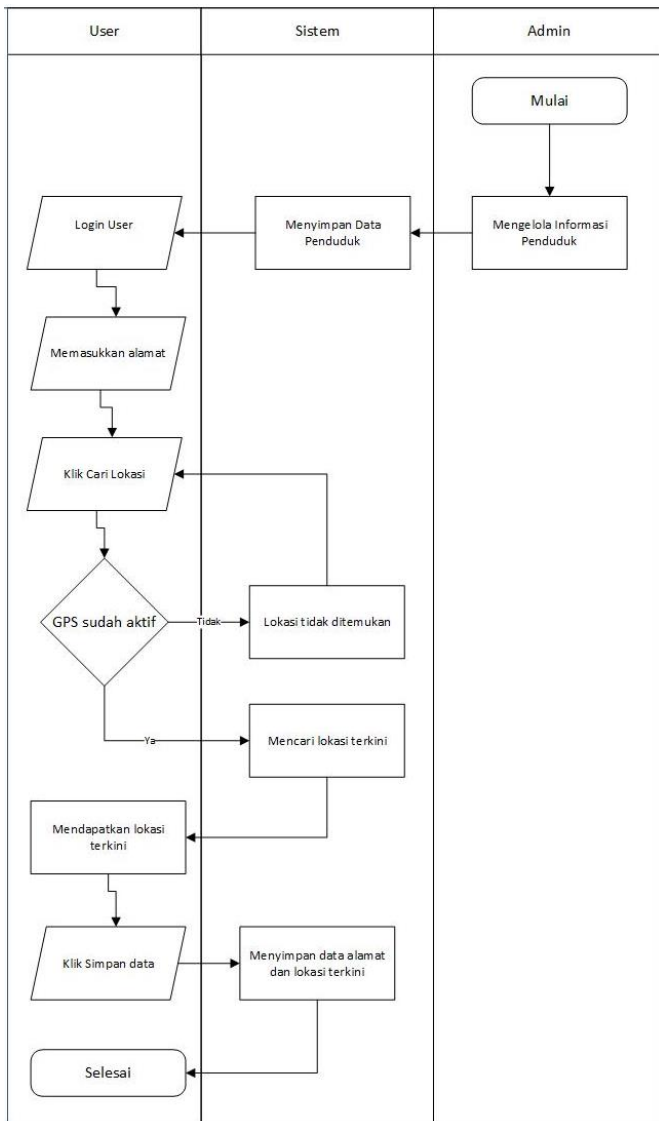 User
Sistem
Admin
Mulai
Login User
Menyimpan Data
Penduduk
Mengelola Informasi
Penduduk
Memasukkan alamat
Klik Cari Lokasi
GPS sudah aktif
Tidak
Lokasi tidak ditemukan
Ya
Mencari lokasi terkini
Mendapatkan lokasi
terkini
Klik Simpan data
Menyimpan data alamat
dan lokasi terkini
Selesai